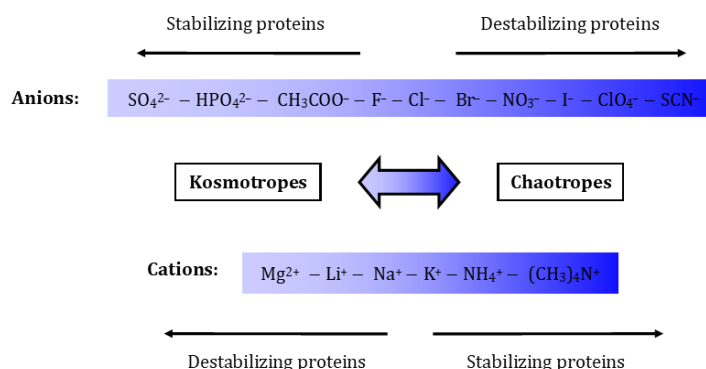 Stabilizing proteins Destabilizing proteins
Anions: SO₄²⁻ – HPO₄²⁻ – CH₃COO⁻ – F⁻ – Cl⁻ – Br⁻ – NO₃⁻ – I⁻ – ClO₄⁻ – SCN⁻
Kosmotropes Chaotropes
Cations: Mg²⁺ – Li⁺ – Na⁺ – K⁺ – NH₄⁺ – (CH₃)₄N⁺
Destabilizing proteins Stabilizing proteins